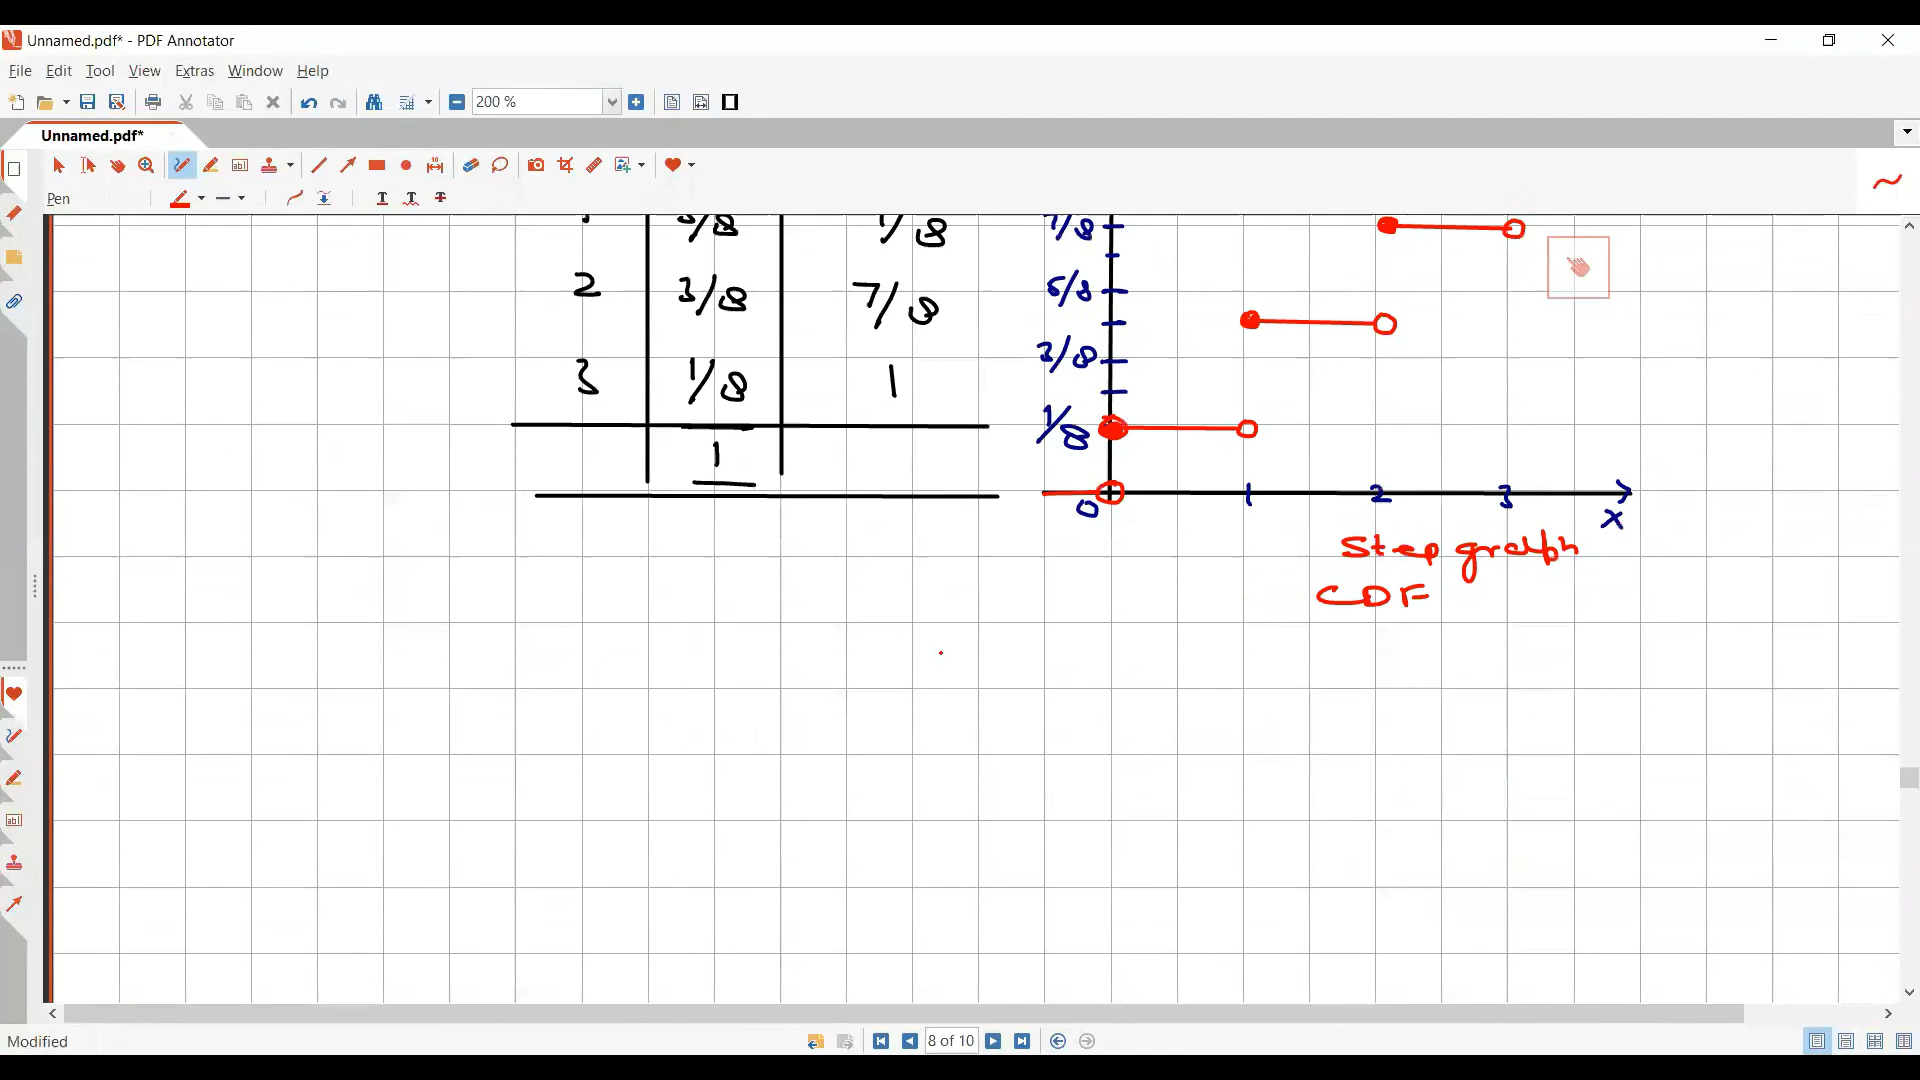 Unnamed.pdf* - PDF Annotator
File Edit Tool View Extras Window Help
200 %
Unnamed.pdf*
Pen
7/8
2 3/8 7/8
5/8
3 1/8 1
3/8
1/8
1
0 1 2 3
x
Step graph
CDF
Modified
8 of 10